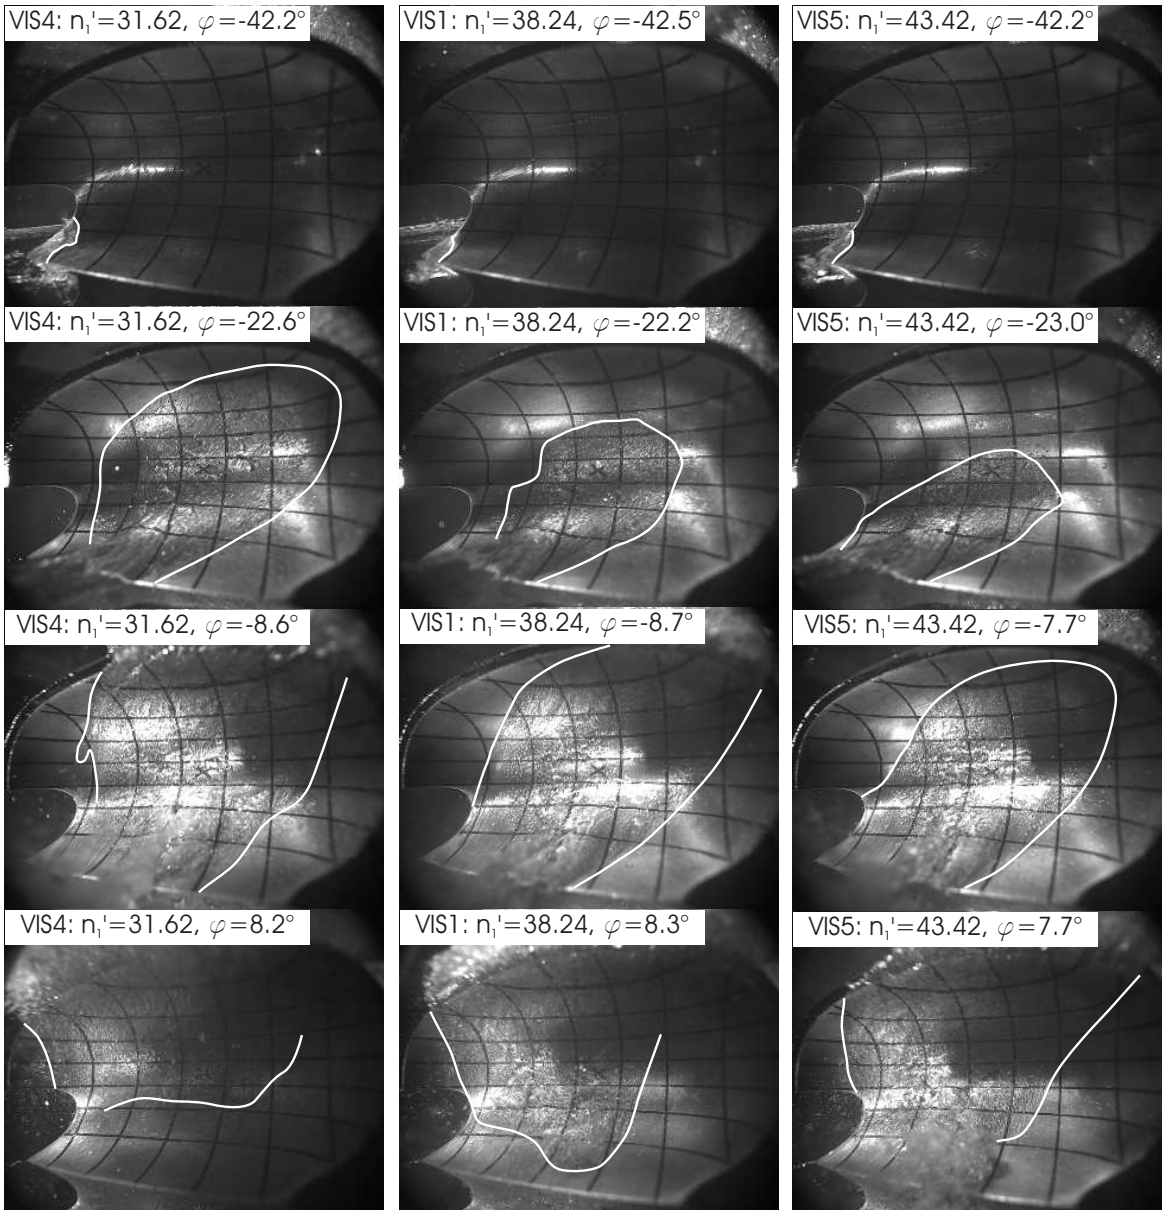 VIS4: n₁'=31.62, φ=-42.2°
VIS1: n₁'=38.24, φ=-42.5°
VIS5: n₁'=43.42, φ=-42.2°
VIS4: n₁'=31.62, φ=-22.6°
VIS1: n₁'=38.24, φ=-22.2°
VIS5: n₁'=43.42, φ=-23.0°
VIS4: n₁'=31.62, φ=-8.6°
VIS1: n₁'=38.24, φ=-8.7°
VIS5: n₁'=43.42, φ=-7.7°
VIS4: n₁'=31.62, φ=8.2°
VIS1: n₁'=38.24, φ=8.3°
VIS5: n₁'=43.42, φ=7.7°